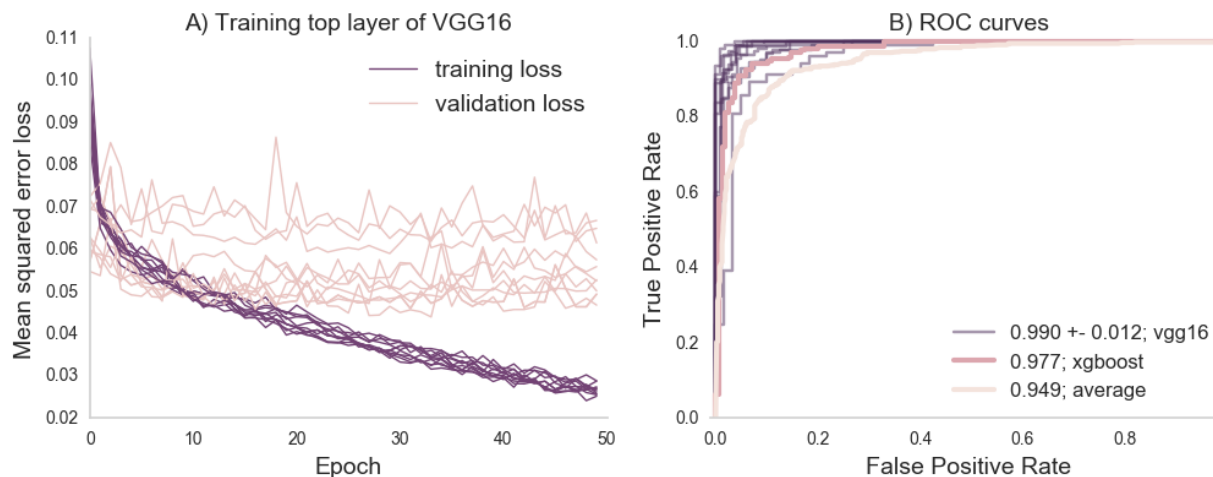 A) Training top layer of VGG16
0.11
0.10
0.09
0.08
0.07
0.06
0.05
0.04
0.03
0.02
Mean squared error loss
training loss
validation loss
0 10 20 30 40 50
Epoch
B) ROC curves
1.0
0.8
0.6
0.4
0.2
0.0
True Positive Rate
0.990 +- 0.012; vgg16
0.977; xgboost
0.949; average
0.0 0.2 0.4 0.6 0.8
False Positive Rate